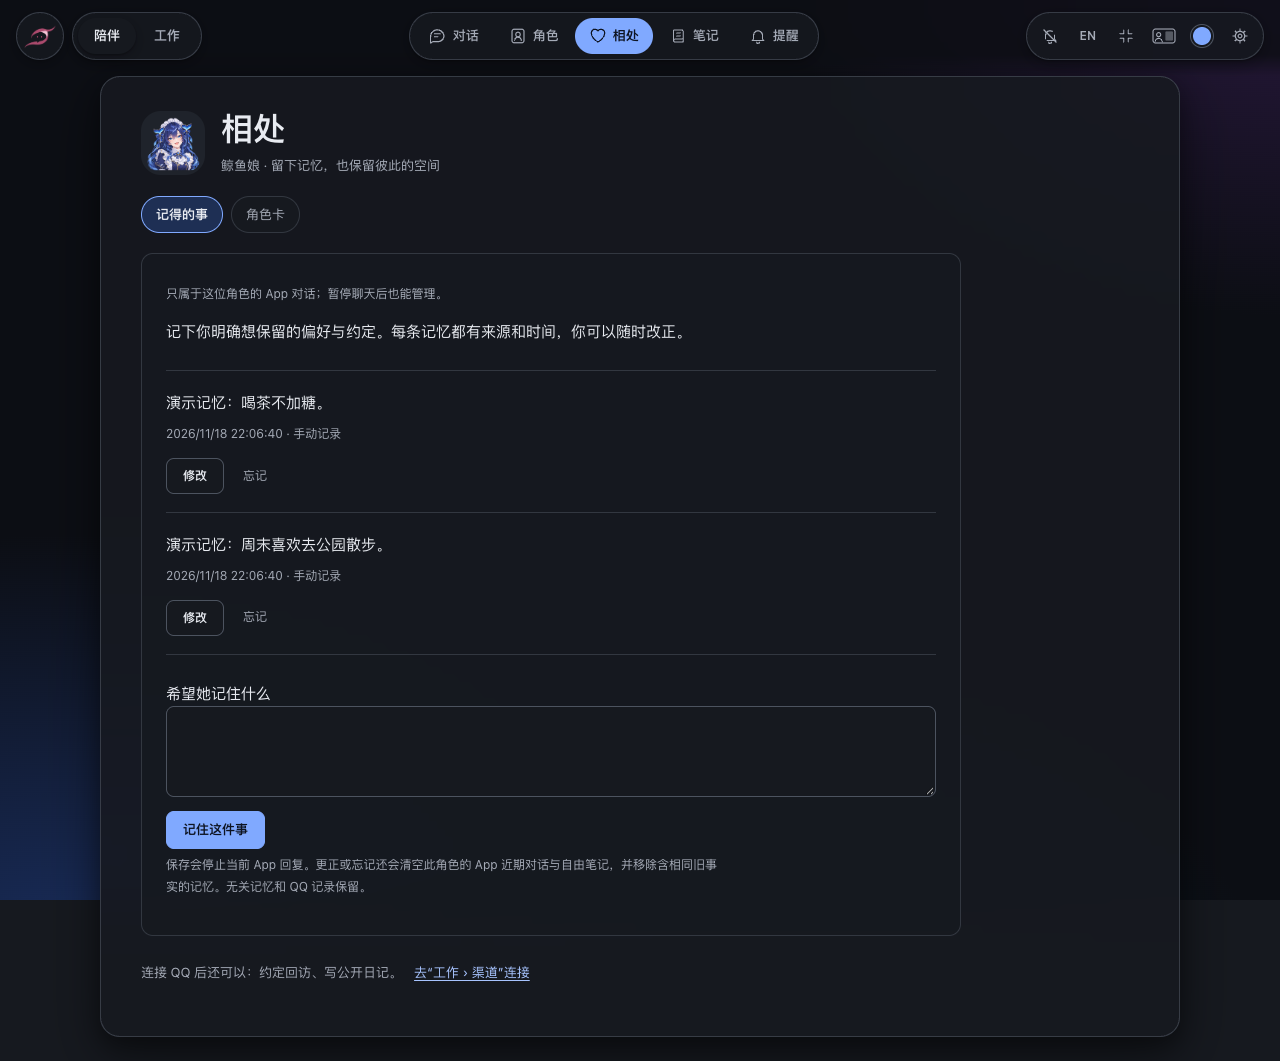 陪伴 工作 对话 角色 相处 笔记 提醒 EN
相处
鲸鱼娘 · 留下记忆，也保留彼此的空间
记得的事 角色卡
只属于这位角色的 App 对话；暂停聊天后也能管理。
记下你明确想保留的偏好与约定。每条记忆都有来源和时间，你可以随时改正。
演示记忆：喝茶不加糖。
2026/11/18 22:06:40 · 手动记录
修改 忘记
演示记忆：周末喜欢去公园散步。
2026/11/18 22:06:40 · 手动记录
修改 忘记
希望她记住什么
记住这件事
保存会停止当前 App 回复。更正或忘记还会清空此角色的 App 近期对话与自由笔记，并移除含相同旧事
实的记忆。无关记忆和 QQ 记录保留。
连接 QQ 后还可以：约定回访、写公开日记。 去“工作 › 渠道”连接